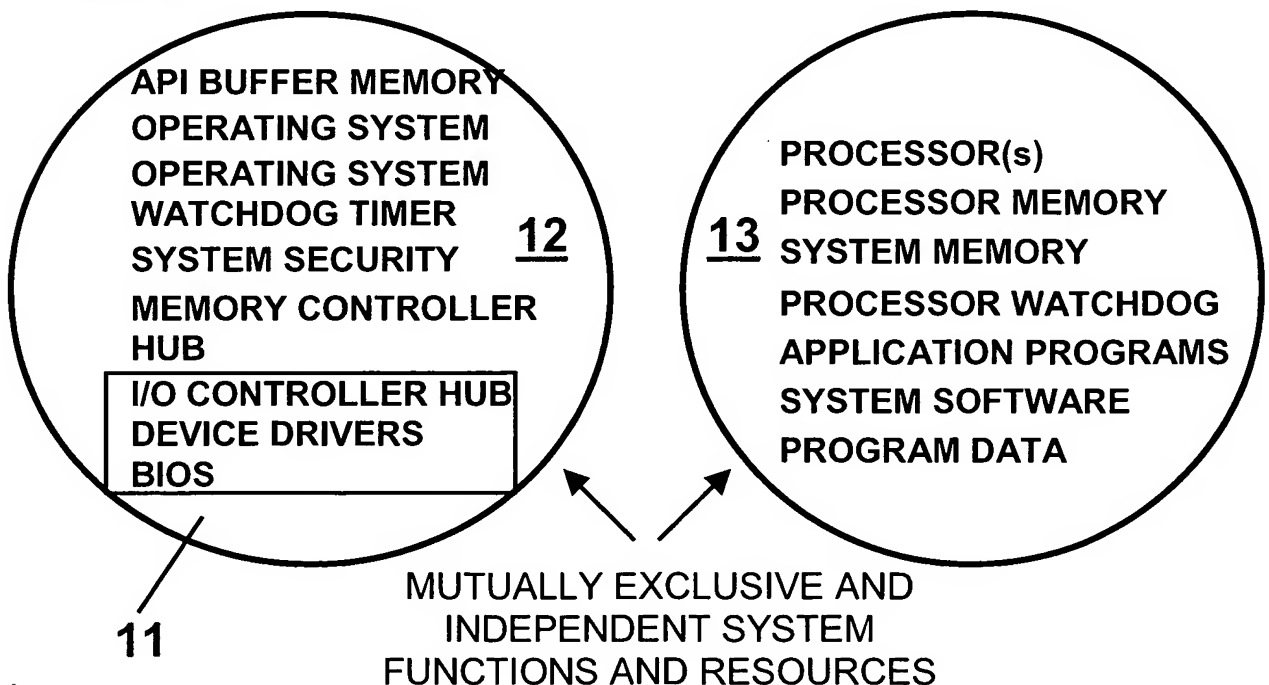 API BUFFER MEMORY
OPERATING SYSTEM
OPERATING SYSTEM
WATCHDOG TIMER
SYSTEM SECURITY
MEMORY CONTROLLER
HUB
I/O CONTROLLER HUB
DEVICE DRIVERS
BIOS
12
11
13
PROCESSOR(s)
PROCESSOR MEMORY
SYSTEM MEMORY
PROCESSOR WATCHDOG
APPLICATION PROGRAMS
SYSTEM SOFTWARE
PROGRAM DATA
MUTUALLY EXCLUSIVE AND
INDEPENDENT SYSTEM
FUNCTIONS AND RESOURCES